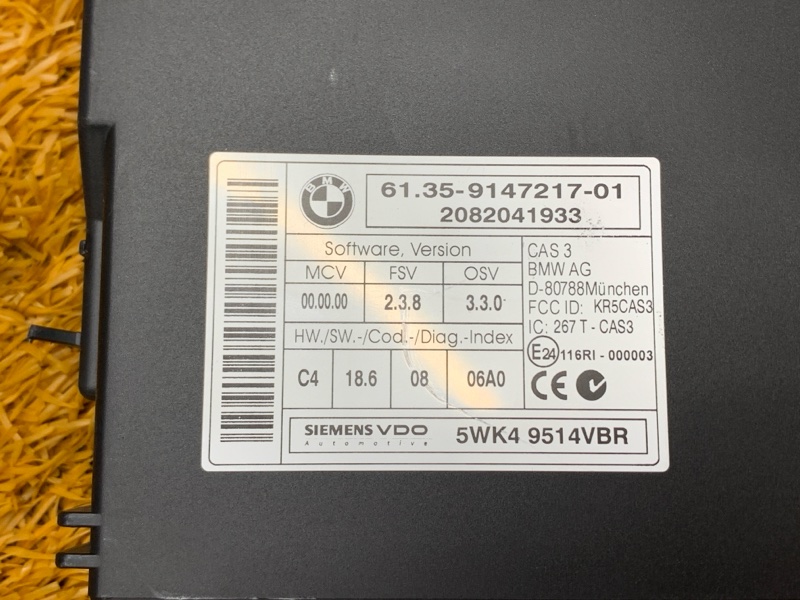 BMW
61.35-9147217-01
2082041933
Software, Version
MCV FSV OSV
00.00.00 2.3.8 3.3.0
HW./SW.-/Cod.-/Diag.-Index
C4 18.6 08 06A0
CAS 3
BMW AG
D-80788München
FCC ID: KR5CAS3
IC: 267 T - CAS3
E24 116RI - 000003
CE
SIEMENS VDO
Automotive
5WK4 9514VBR